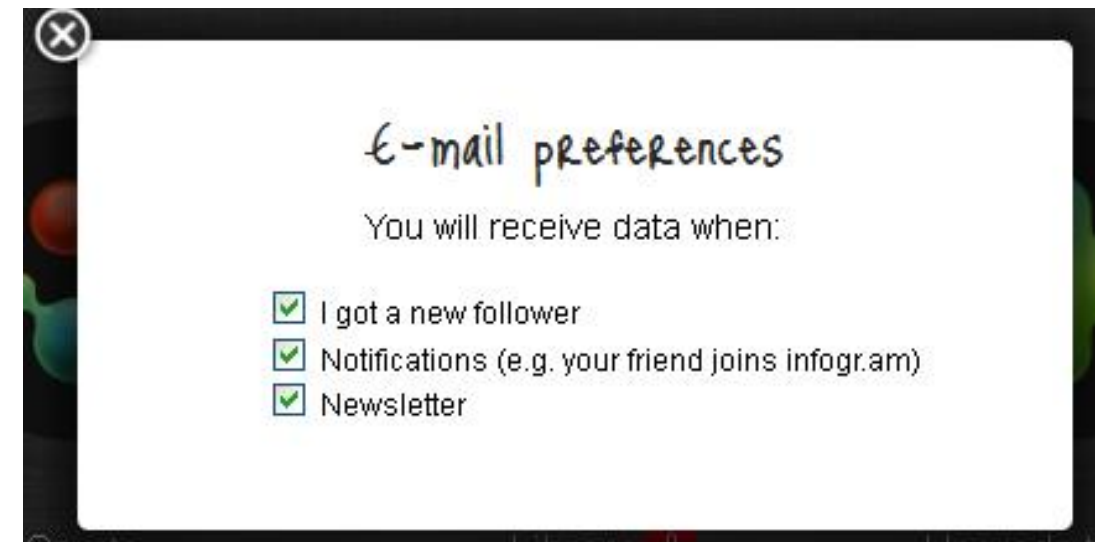 E-mail preferences
You will receive data when:
I got a new follower
Notifications (e.g. your friend joins infogr.am)
Newsletter